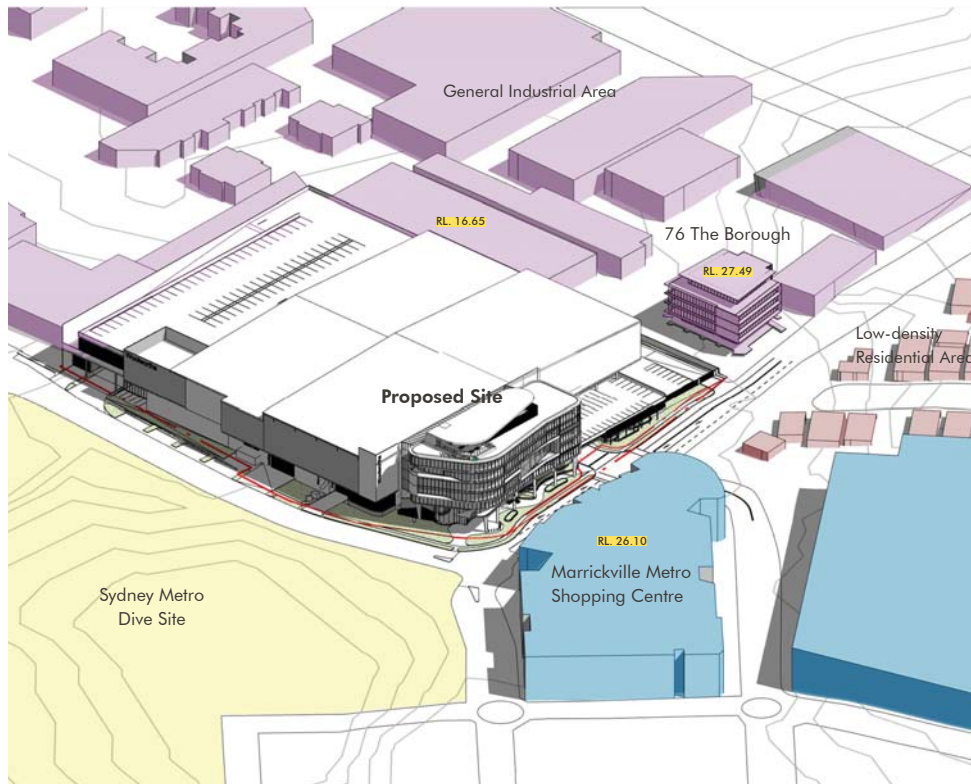 General Industrial Area
RL. 16.65
76 The Borough
RL. 27.49
Low-density
Residential Area
Proposed Site
RL. 26.10
Marrickville Metro
Shopping Centre
Sydney Metro
Dive Site